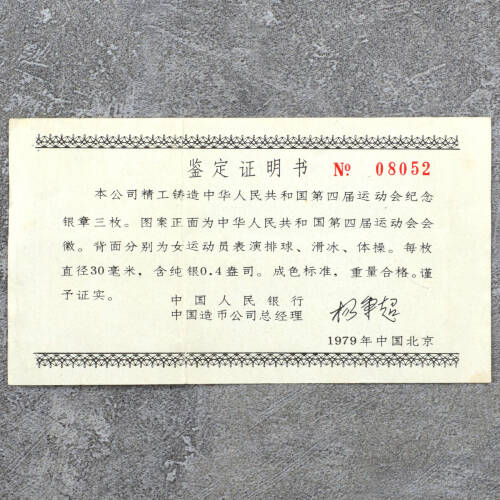 鉴定证明书 № 08052
本公司精工铸造中华人民共和国第四届运动会纪念
银章三枚。图案正面为中华人民共和国第四届运动会会
徽。背面分别为女运动员表演排球、滑冰、体操。每枚
直径30毫米，含纯银0.4盎司。成色标准，重量合格。谨
予证实。
中国人民银行
中国造币公司总经理
1979年中国北京